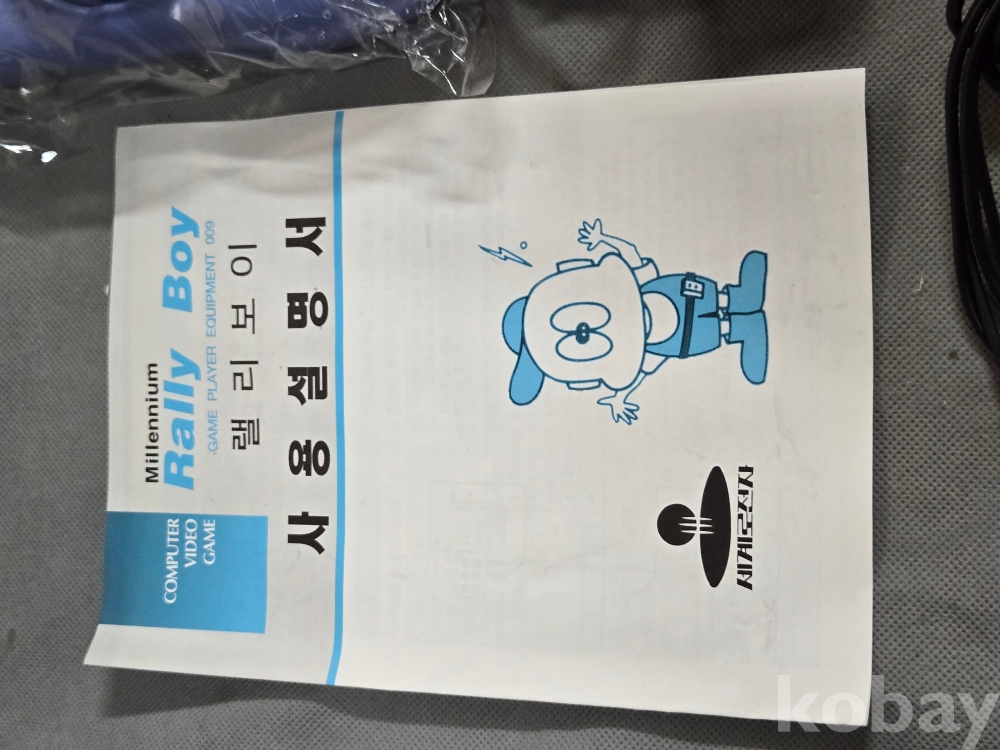 COMPUTER
VIDEO
GAME
Millennium
Rally Boy
GAME PLAYER EQUIPMENT 009
랠리보이
사용설명서
세계로전자
kobay